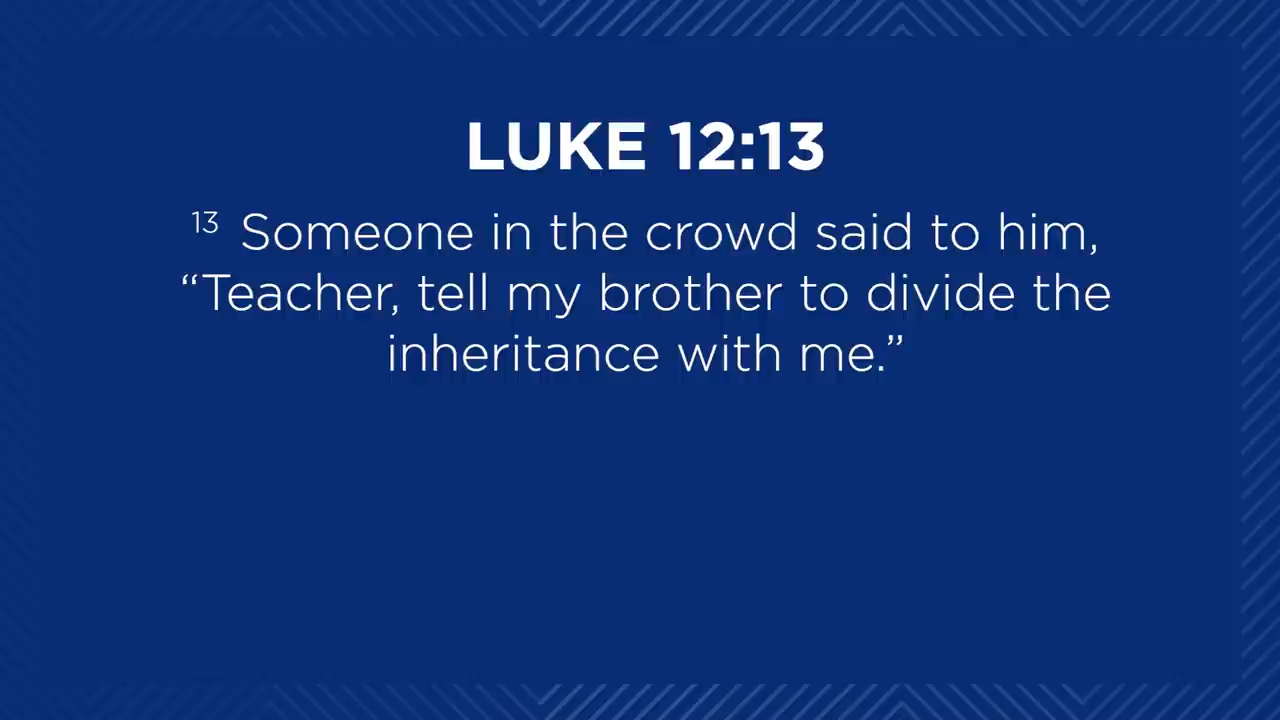 LUKE 12:13
13 Someone in the crowd said to him,
“Teacher, tell my brother to divide the
inheritance with me.”